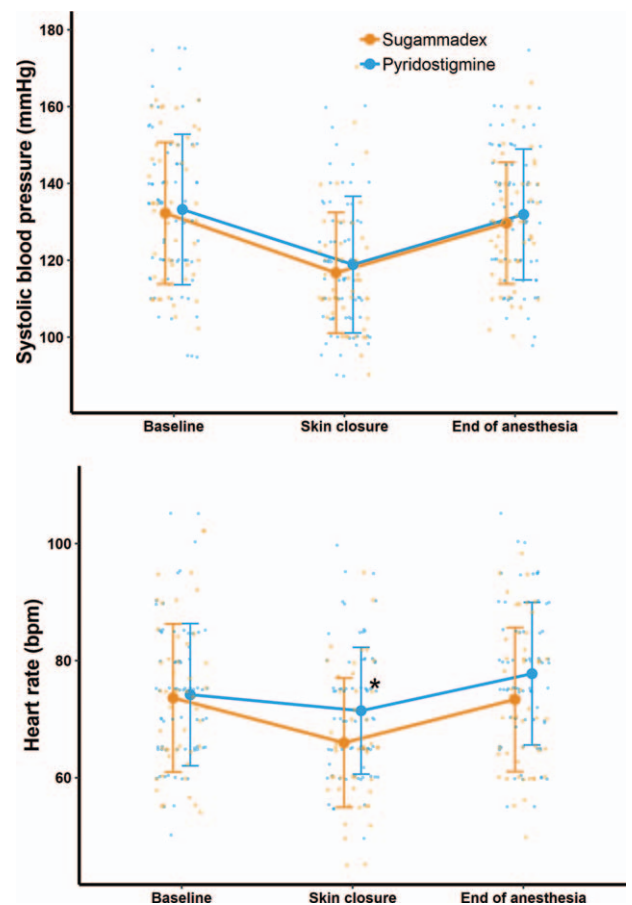 Sugammadex
Pyridostigmine
Systolic blood pressure (mmHg)
160
140
120
100
Baseline Skin closure End of anesthesia
Heart rate (bpm)
100
80
60
*
Baseline Skin closure End of anesthesia